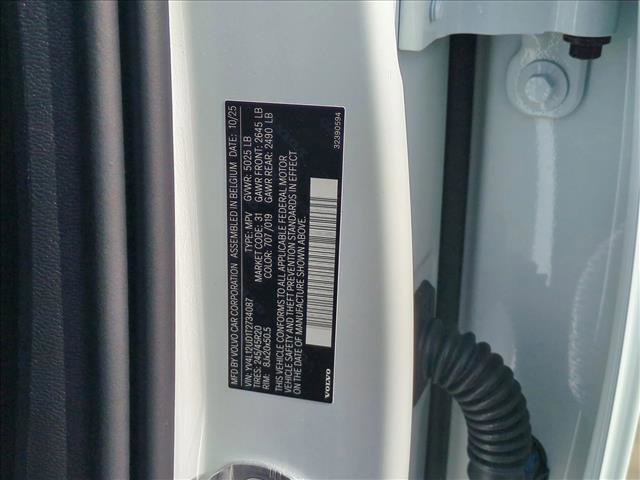 MFD BY VOLVO CAR CORPORATION ASSEMBLED IN BELGIUM DATE: 10/25
VIN: YV4L12UD1T2734087 TYPE: MPV GVWR: 5025 LB
TIRES: 245/45R20 MARKET CODE: 31 GAWR FRONT: 2645 LB
RIM: 8Jx20x50.5 COLOR: 707/019 GAWR REAR: 2490 LB
THIS VEHICLE CONFORMS TO ALL APPLICABLE FEDERAL MOTOR
VEHICLE SAFETY AND THEFT PREVENTION STANDARDS IN EFFECT
ON THE DATE OF MANUFACTURE SHOWN ABOVE.
VOLVO 32390594